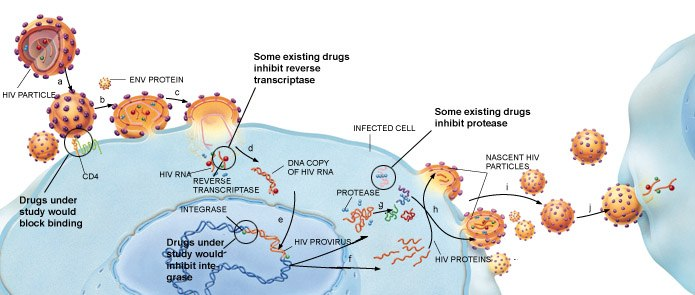 HIV PARTICLE
a
ENV PROTEIN
b
c
CD4
Drugs under
study would
block binding
Some existing drugs
inhibit reverse
transcriptase
HIV RNA
REVERSE
TRANSCRIPTASE
d
DNA COPY
OF HIV RNA
INTEGRASE
e
Drugs under
study would
inhibit inte-
grase
HIV PROVIRUS
f
INFECTED CELL
Some existing drugs
inhibit protease
PROTEASE
g
h
HIV PROTEINS
NASCENT HIV
PARTICLES
i
j